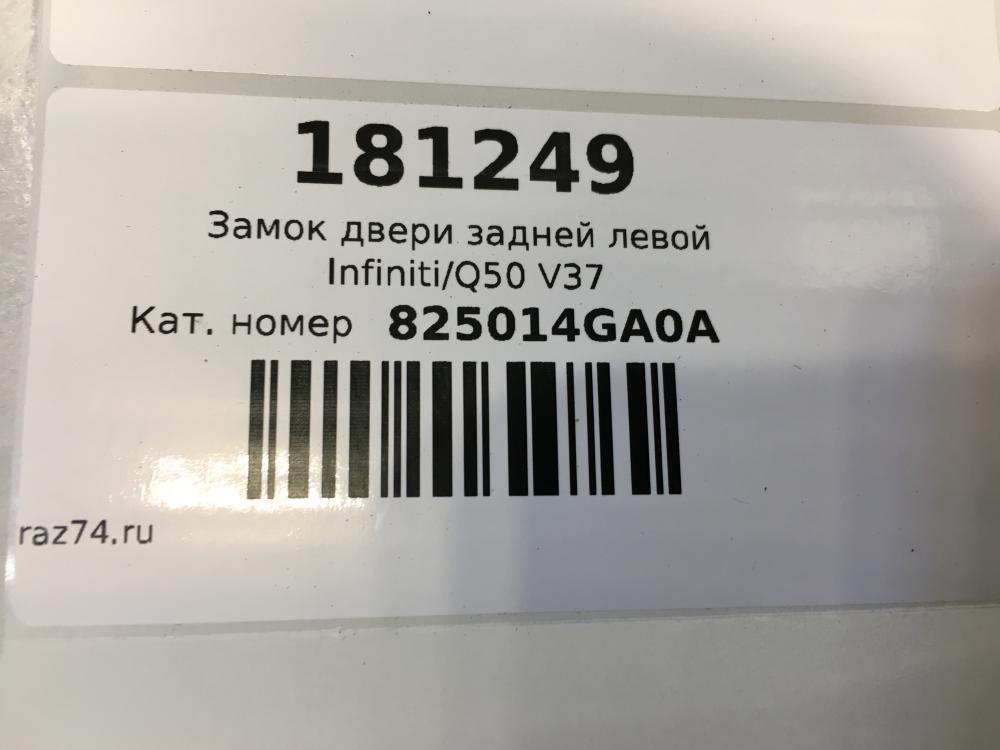 181249
Замок двери задней левой
Infiniti/Q50 V37
Кат. номер 825014GA0A
raz74.ru